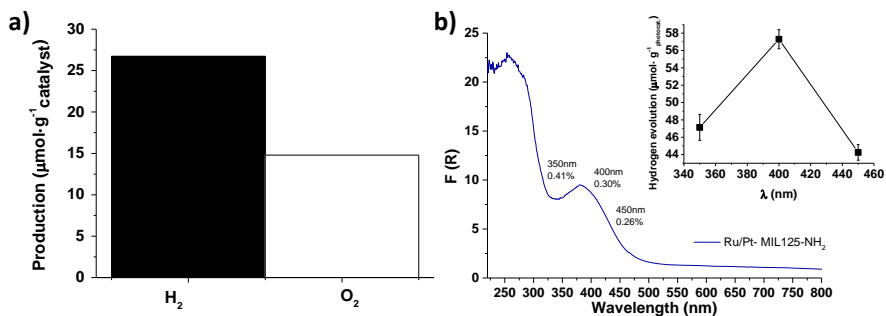 a)
Production (μmol·g⁻¹ catalyst)
30
25
20
15
10
5
0
H₂
O₂
b)
F (R)
25
20
15
10
5
0
350nm
0.41%
400nm
0.30%
450nm
0.26%
Ru/Pt- MIL125-NH₂
250 300 350 400 450 500 550 600 650 700 750 800
Wavelength (nm)
Hydrogen evolution (μmol· g⁻¹photocat.)
58
56
54
52
50
48
46
44
340 360 380 400 420 440 460
λ (nm)